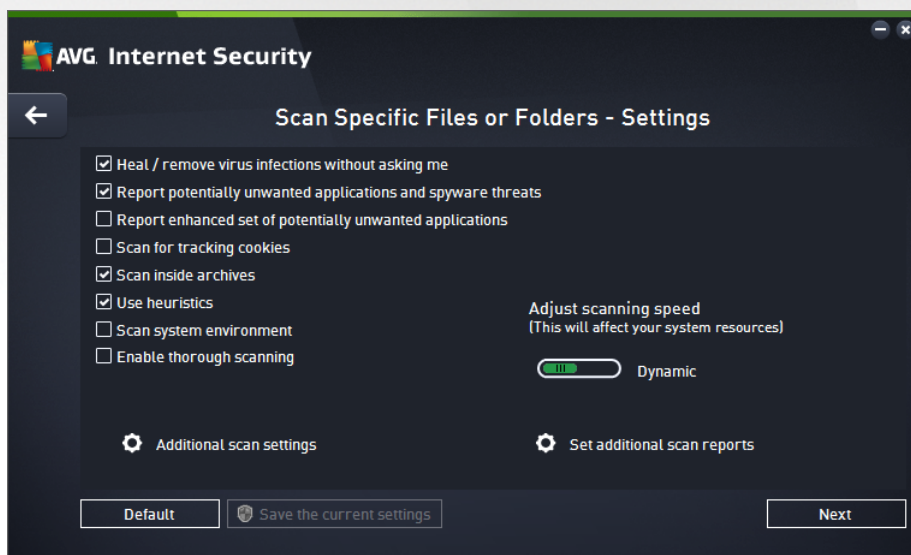 AVG. Internet Security
Scan Specific Files or Folders - Settings
Heal / remove virus infections without asking me
Report potentially unwanted applications and spyware threats
Report enhanced set of potentially unwanted applications
Scan for tracking cookies
Scan inside archives
Use heuristics
Scan system environment
Enable thorough scanning
Adjust scanning speed
(This will affect your system resources)
Dynamic
Additional scan settings
Set additional scan reports
Default
Save the current settings
Next